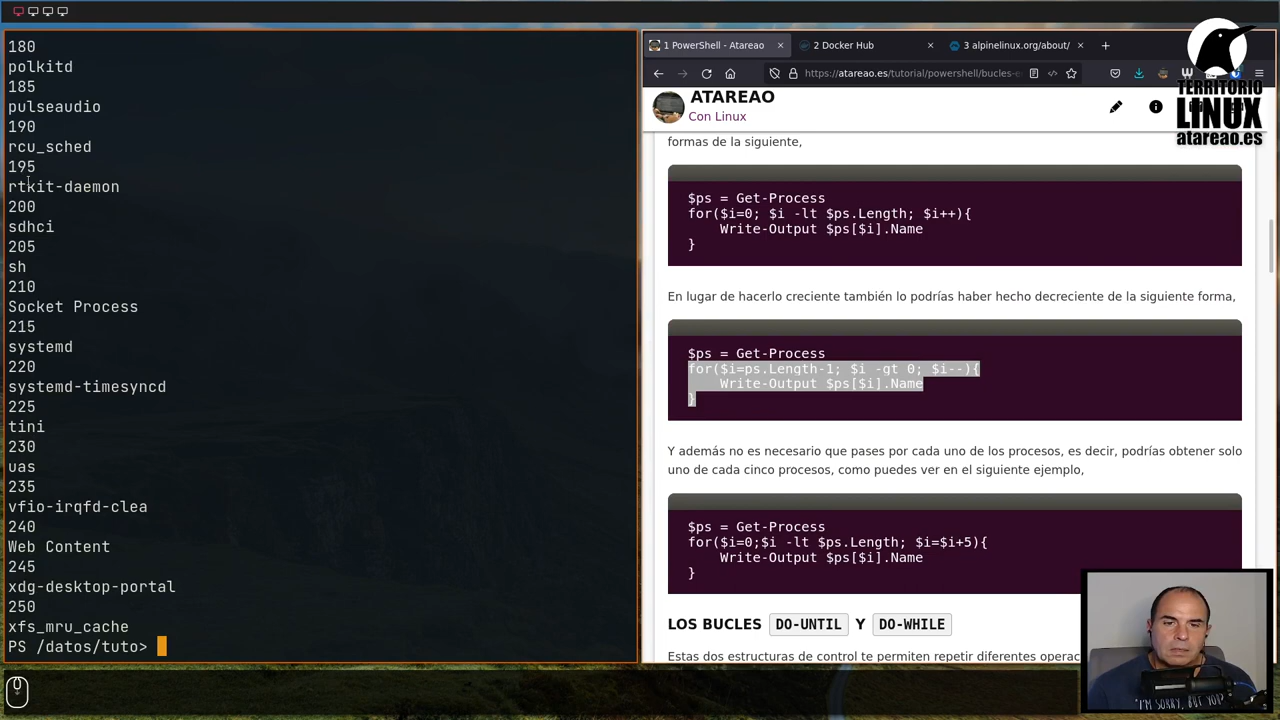 180
polkitd
185
pulseaudio
190
rcu_sched
195
rtkit-daemon
200
sdhci
205
sh
210
Socket Process
215
systemd
220
systemd-timesyncd
225
tini
230
uas
235
vfio-irqfd-clea
240
Web Content
245
xdg-desktop-portal
250
xfs_mru_cache
PS /datos/tuto>
1 PowerShell - Atareao
2 Docker Hub
3 alpinelinux.org/about/
https://atareao.es/tutorial/powershell/bucles-e
ATAREAO
Con Linux
TERRITORIO
LINUX
atareao.es
formas de la siguiente,
$ps = Get-Process
for($i=0; $i -lt $ps.Length; $i++){
Write-Output $ps[$i].Name
}
En lugar de hacerlo creciente también lo podrías haber hecho decreciente de la siguiente forma,
$ps = Get-Process
for($i=ps.Length-1; $i -gt 0; $i--){
Write-Output $ps[$i].Name
}
Y además no es necesario que pases por cada uno de los procesos, es decir, podrías obtener solo
uno de cada cinco procesos, como puedes ver en el siguiente ejemplo,
$ps = Get-Process
for($i=0;$i -lt $ps.Length; $i=$i+5){
Write-Output $ps[$i].Name
}
LOS BUCLES DO-UNTIL Y DO-WHILE
Estas dos estructuras de control te permiten repetir diferentes operac
"I'M SORRY, BUT YOU